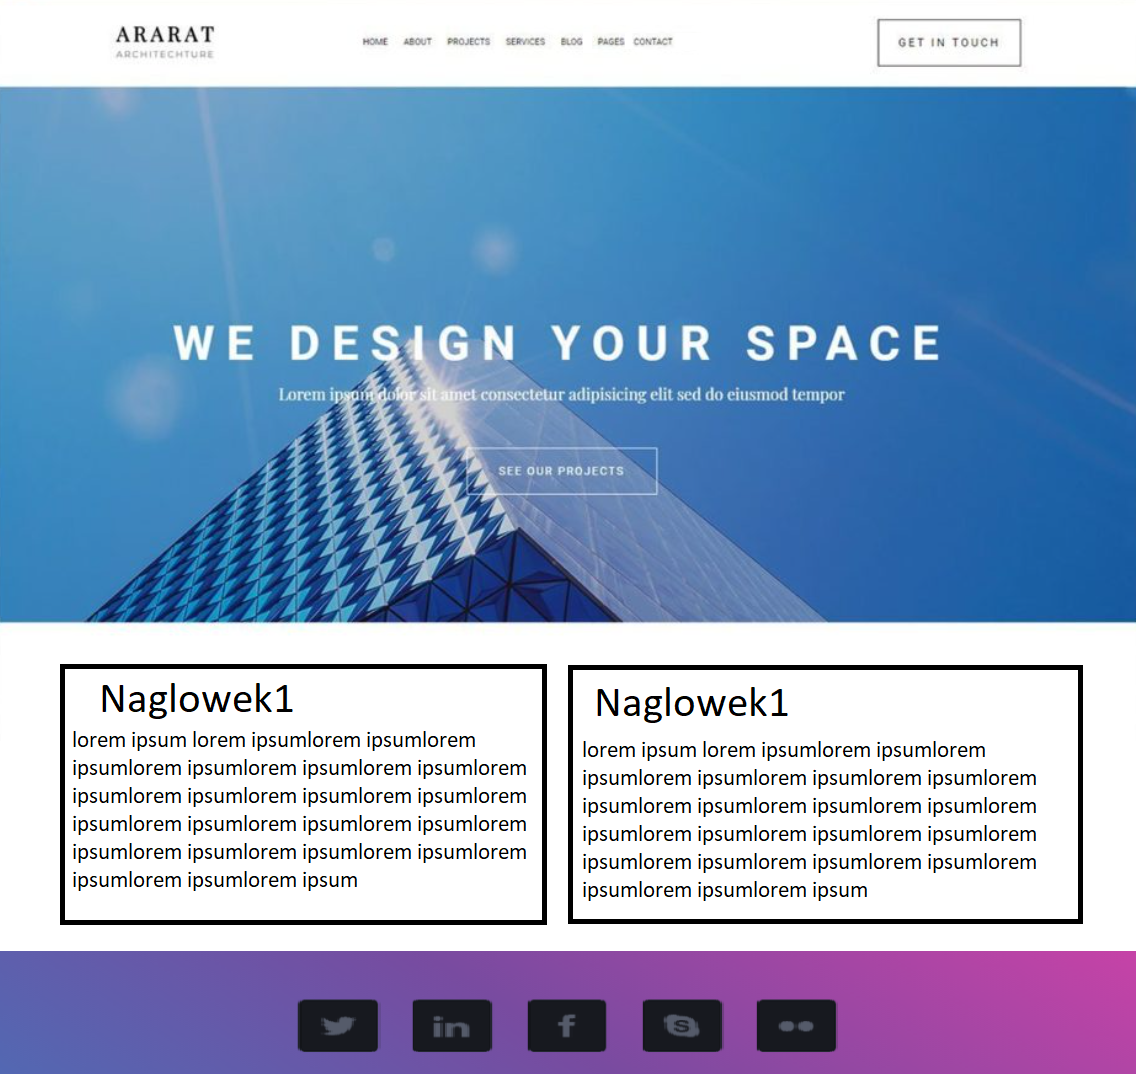 ARARAT
ARCHITECHTURE
HOME ABOUT PROJECTS SERVICES BLOG PAGES CONTACT
GET IN TOUCH
WE DESIGN YOUR SPACE
Lorem ipsum dolor sit amet consectetur adipisicing elit sed do eiusmod tempor
SEE OUR PROJECTS
Naglowek1
lorem ipsum lorem ipsumlorem ipsumlorem
ipsumlorem ipsumlorem ipsumlorem ipsumlorem
ipsumlorem ipsumlorem ipsumlorem ipsumlorem
ipsumlorem ipsumlorem ipsumlorem ipsumlorem
ipsumlorem ipsumlorem ipsumlorem ipsumlorem
ipsumlorem ipsumlorem ipsum
Naglowek1
lorem ipsum lorem ipsumlorem ipsumlorem
ipsumlorem ipsumlorem ipsumlorem ipsumlorem
ipsumlorem ipsumlorem ipsumlorem ipsumlorem
ipsumlorem ipsumlorem ipsumlorem ipsumlorem
ipsumlorem ipsumlorem ipsumlorem ipsumlorem
ipsumlorem ipsumlorem ipsum
in f S